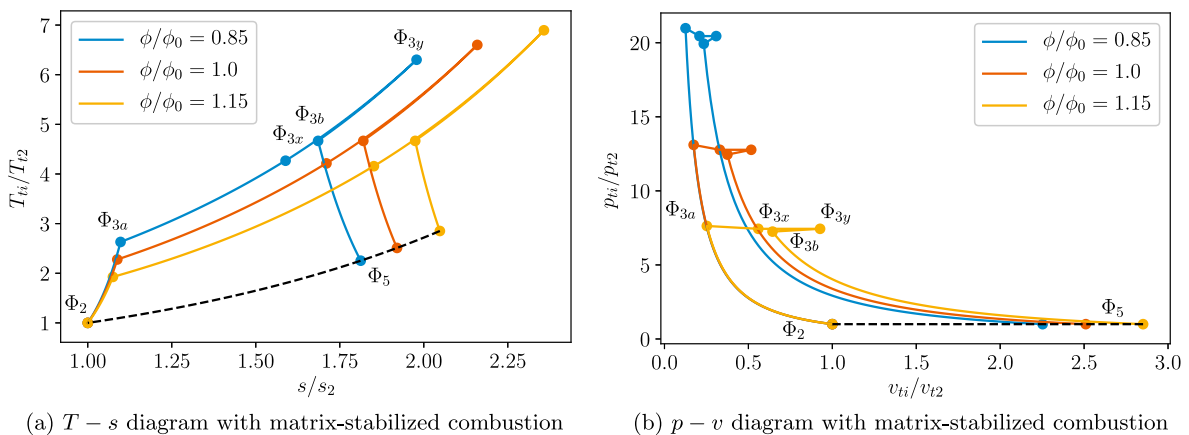 7
6
5
4
3
2
1
T_{ti}/T_{t2}
1.00
1.25
1.50
1.75
2.00
2.25
s/s_2
ϕ/ϕ_0 = 0.85
ϕ/ϕ_0 = 1.0
ϕ/ϕ_0 = 1.15
Φ_{3y}
Φ_{3b}
Φ_{3x}
Φ_{3a}
Φ_2
Φ_5
(a) T − s diagram with matrix-stabilized combustion
20
15
10
5
0
p_{ti}/p_{t2}
0.0
0.5
1.0
1.5
2.0
2.5
3.0
v_{ti}/v_{t2}
ϕ/ϕ_0 = 0.85
ϕ/ϕ_0 = 1.0
ϕ/ϕ_0 = 1.15
Φ_{3a}
Φ_{3x}
Φ_{3y}
Φ_{3b}
Φ_2
Φ_5
(b) p − v diagram with matrix-stabilized combustion